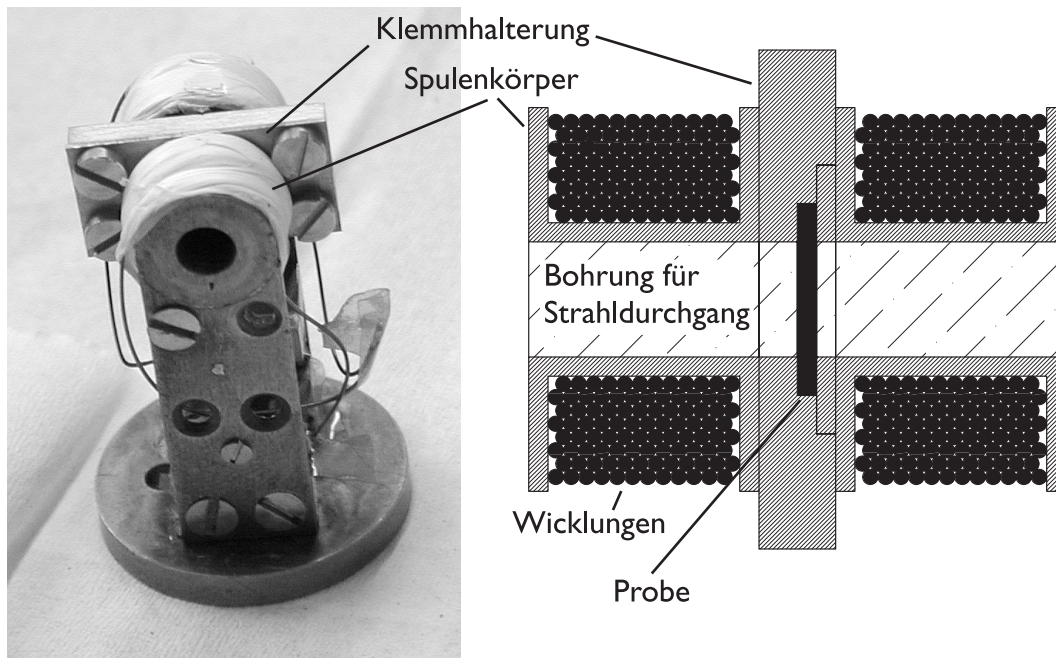 Klemmhalterung
Spulenkörper
Bohrung für
Strahldurchgang
Wicklungen
Probe